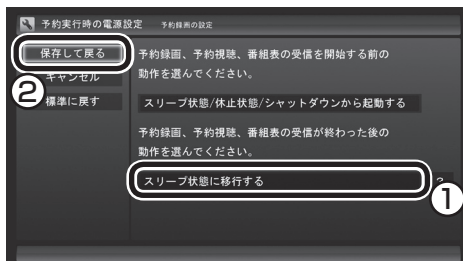 予約実行時の電源設定 予約録画の設定
保存して戻る
キャンセル
標準に戻す
予約録画、予約視聴、番組表の受信を開始する前の
動作を選んでください。
スリープ状態/休止状態/シャットダウンから起動する
予約録画、予約視聴、番組表の受信が終わった後の
動作を選んでください。
スリープ状態に移行する
?
①
②